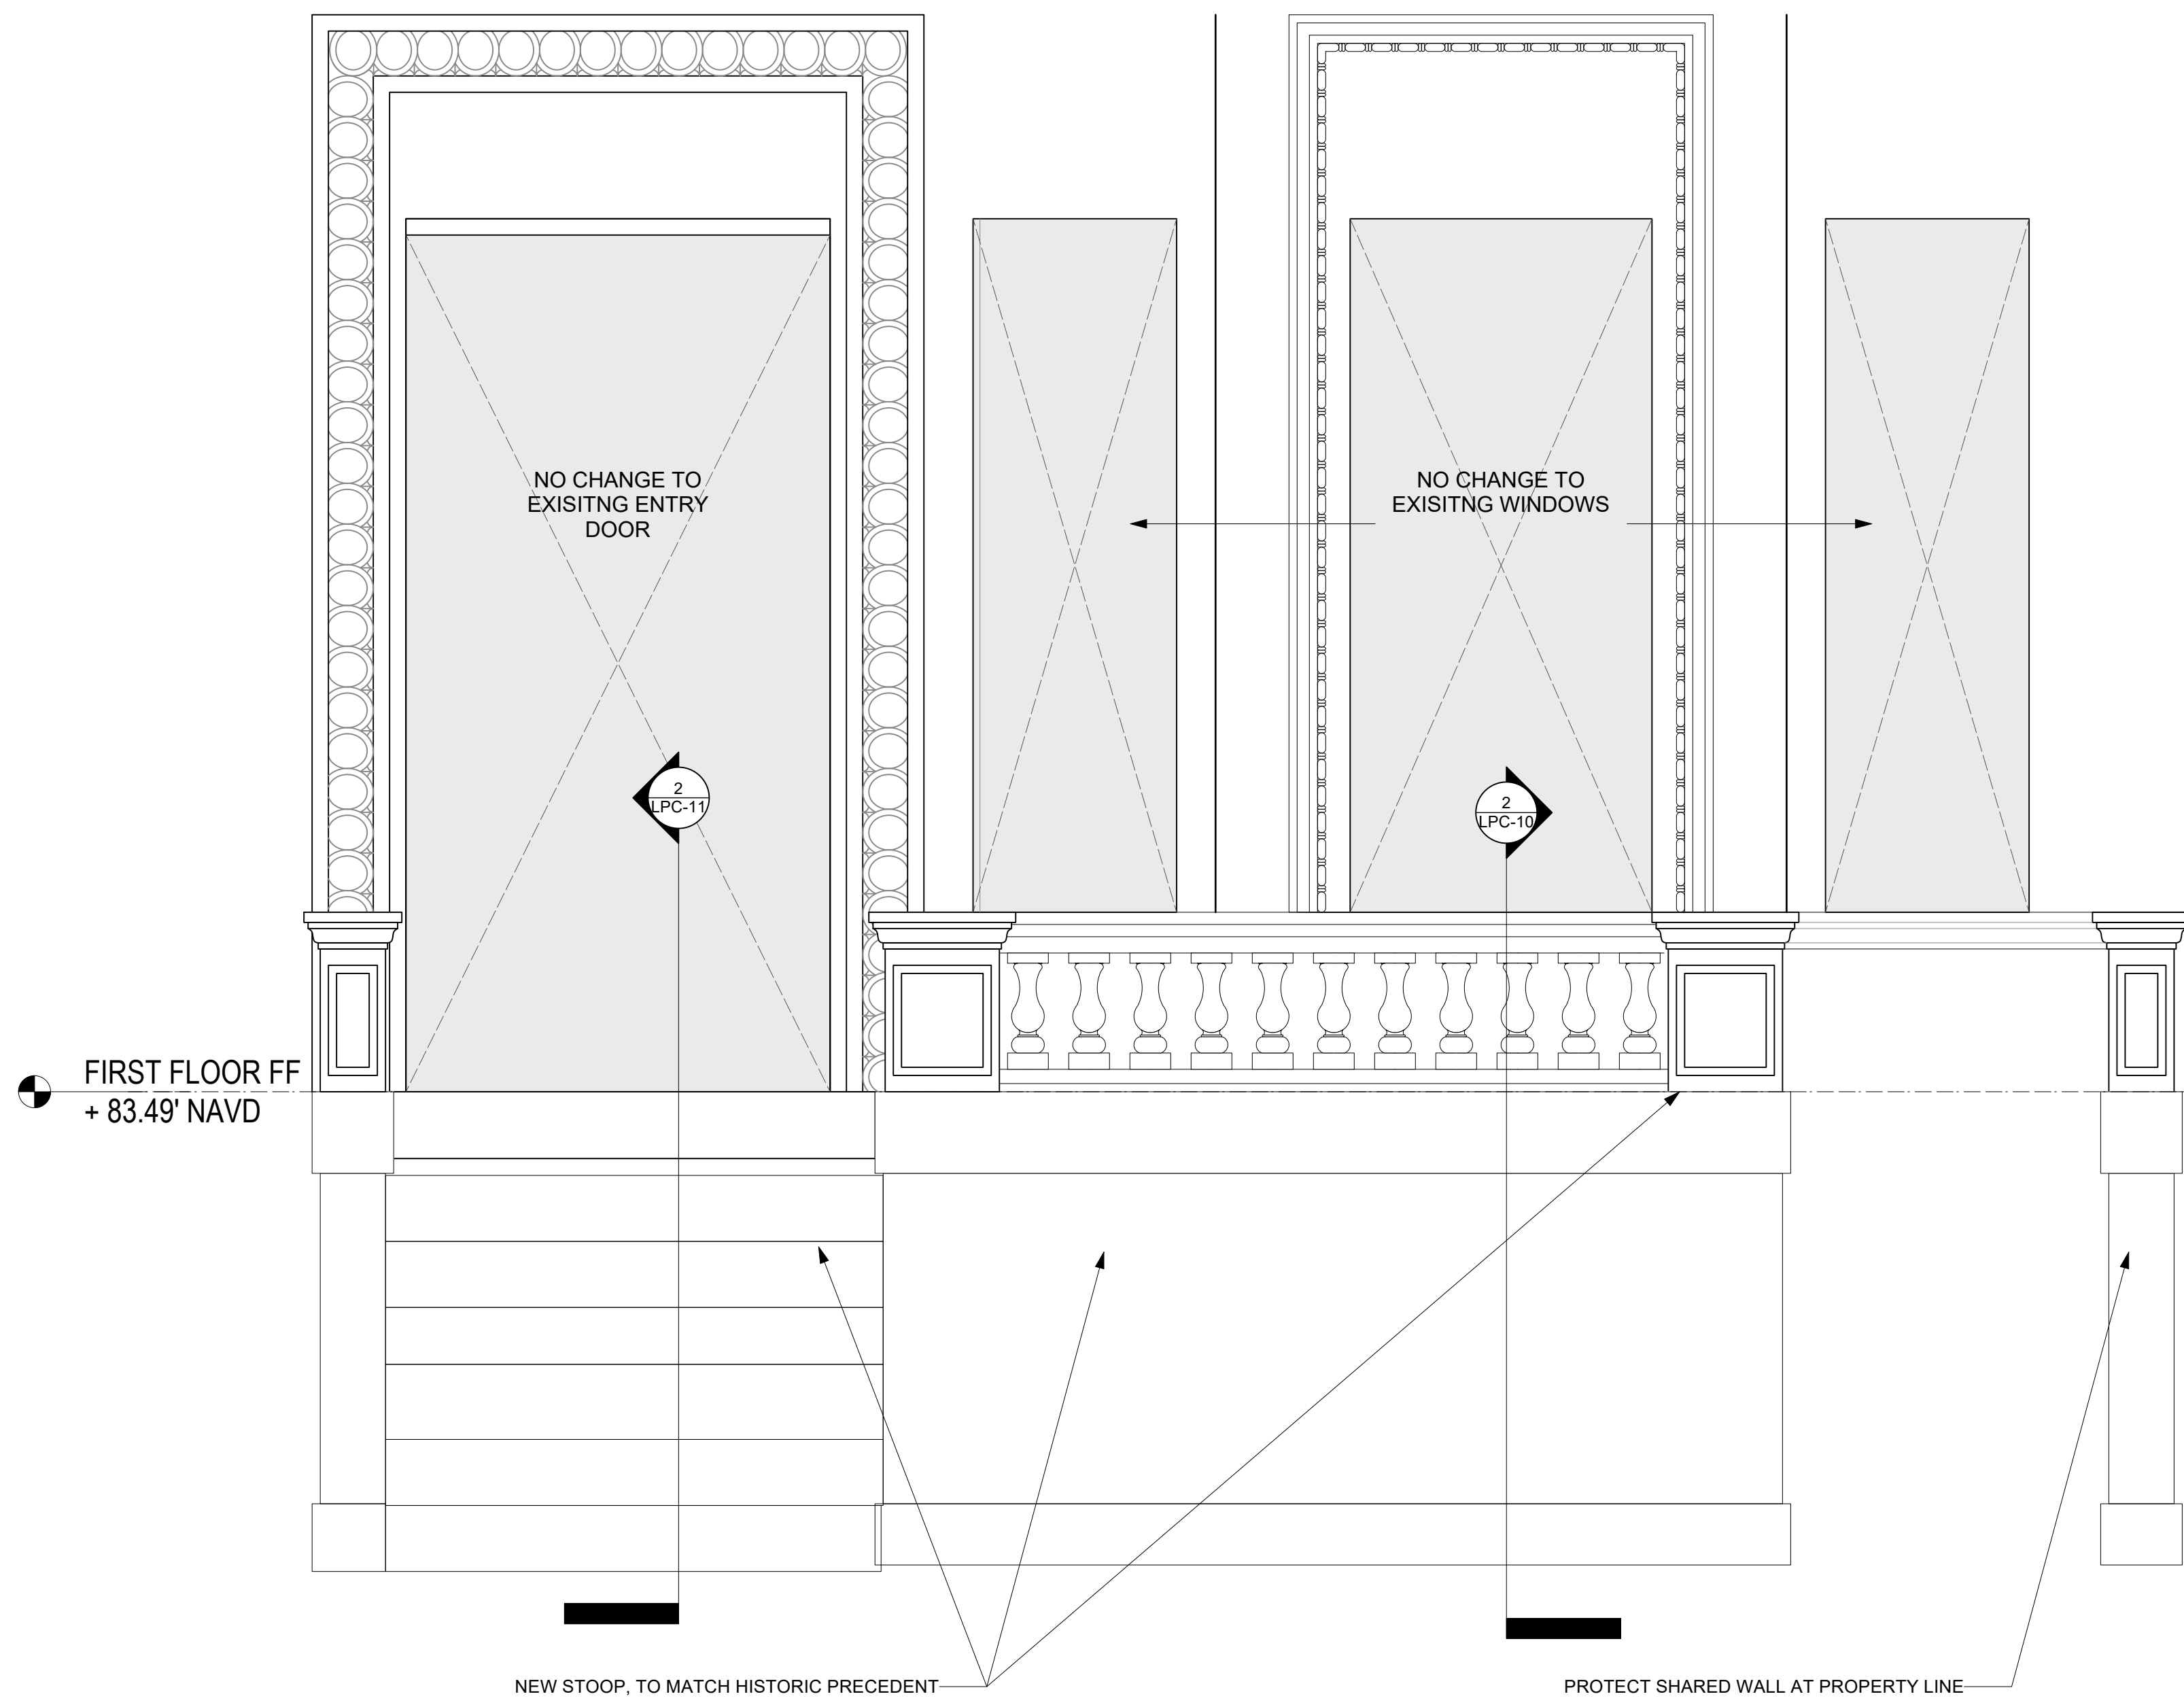 NO CHANGE TO
EXISITNG ENTRY
DOOR
NO CHANGE TO
EXISITNG WINDOWS
2
LPC-11
2
LPC-10
FIRST FLOOR FF
+ 83.49' NAVD
NEW STOOP, TO MATCH HISTORIC PRECEDENT
PROTECT SHARED WALL AT PROPERTY LINE